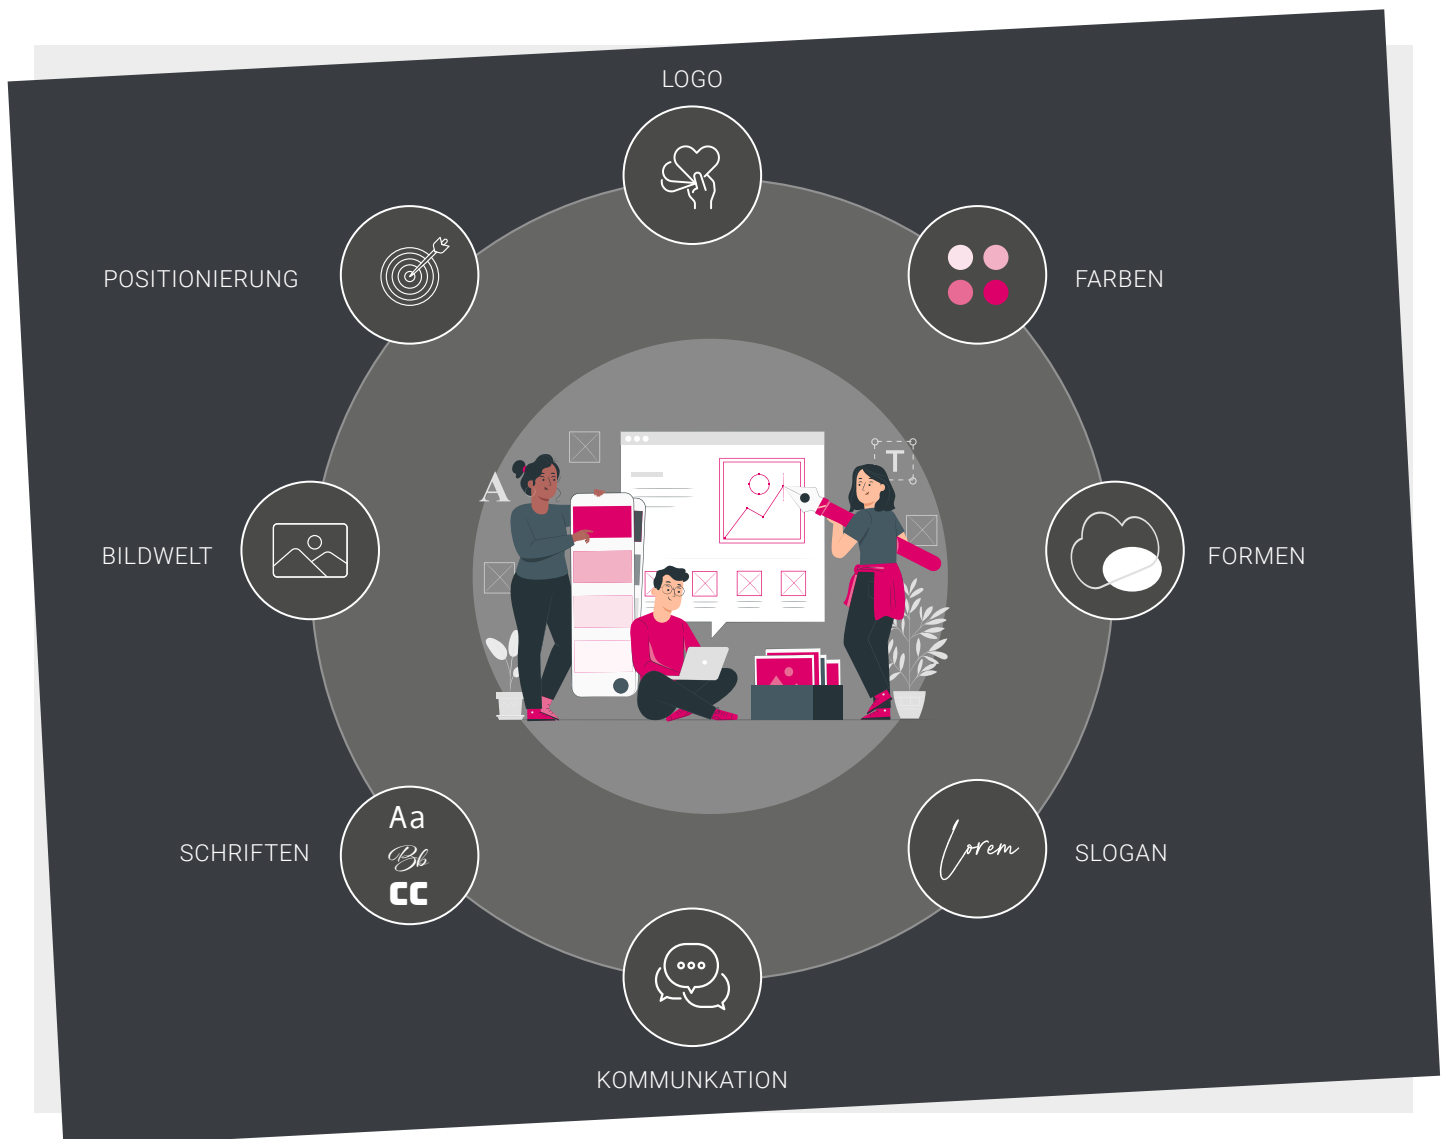 LOGO
POSITIONIERUNG
FARBEN
A
T
BILDWELT
FORMEN
Aa
Bb
CC
SCHRIFTEN
Lorem
SLOGAN
KOMMUNKATION